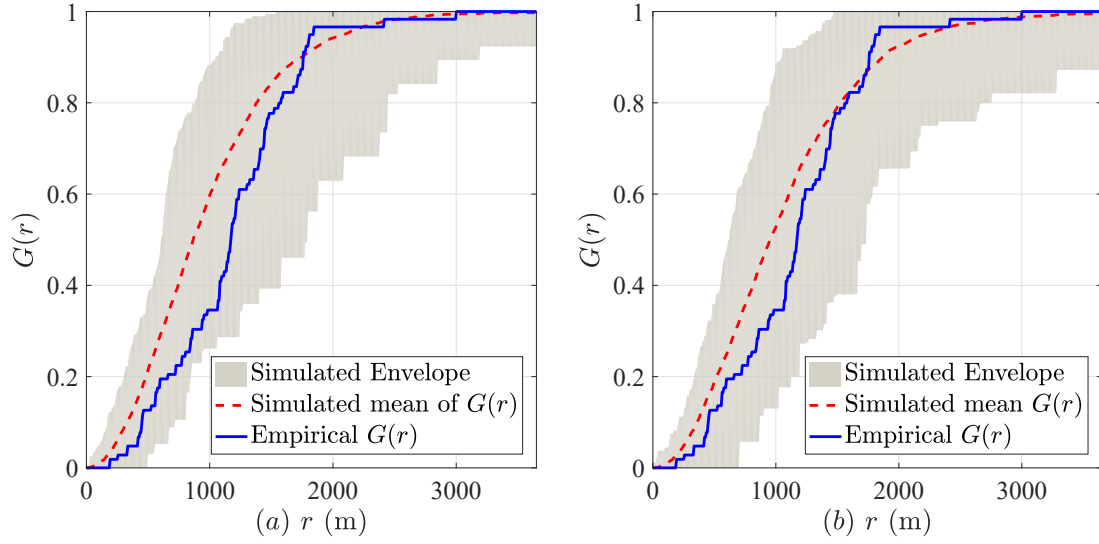 1
0.8
0.6
0.4
0.2
0
G(r)
0
1000
2000
3000
(a) r (m)
Simulated Envelope
Simulated mean of G(r)
Empirical G(r)
1
0.8
0.6
0.4
0.2
0
G(r)
0
1000
2000
3000
(b) r (m)
Simulated Envelope
Simulated mean G(r)
Empirical G(r)